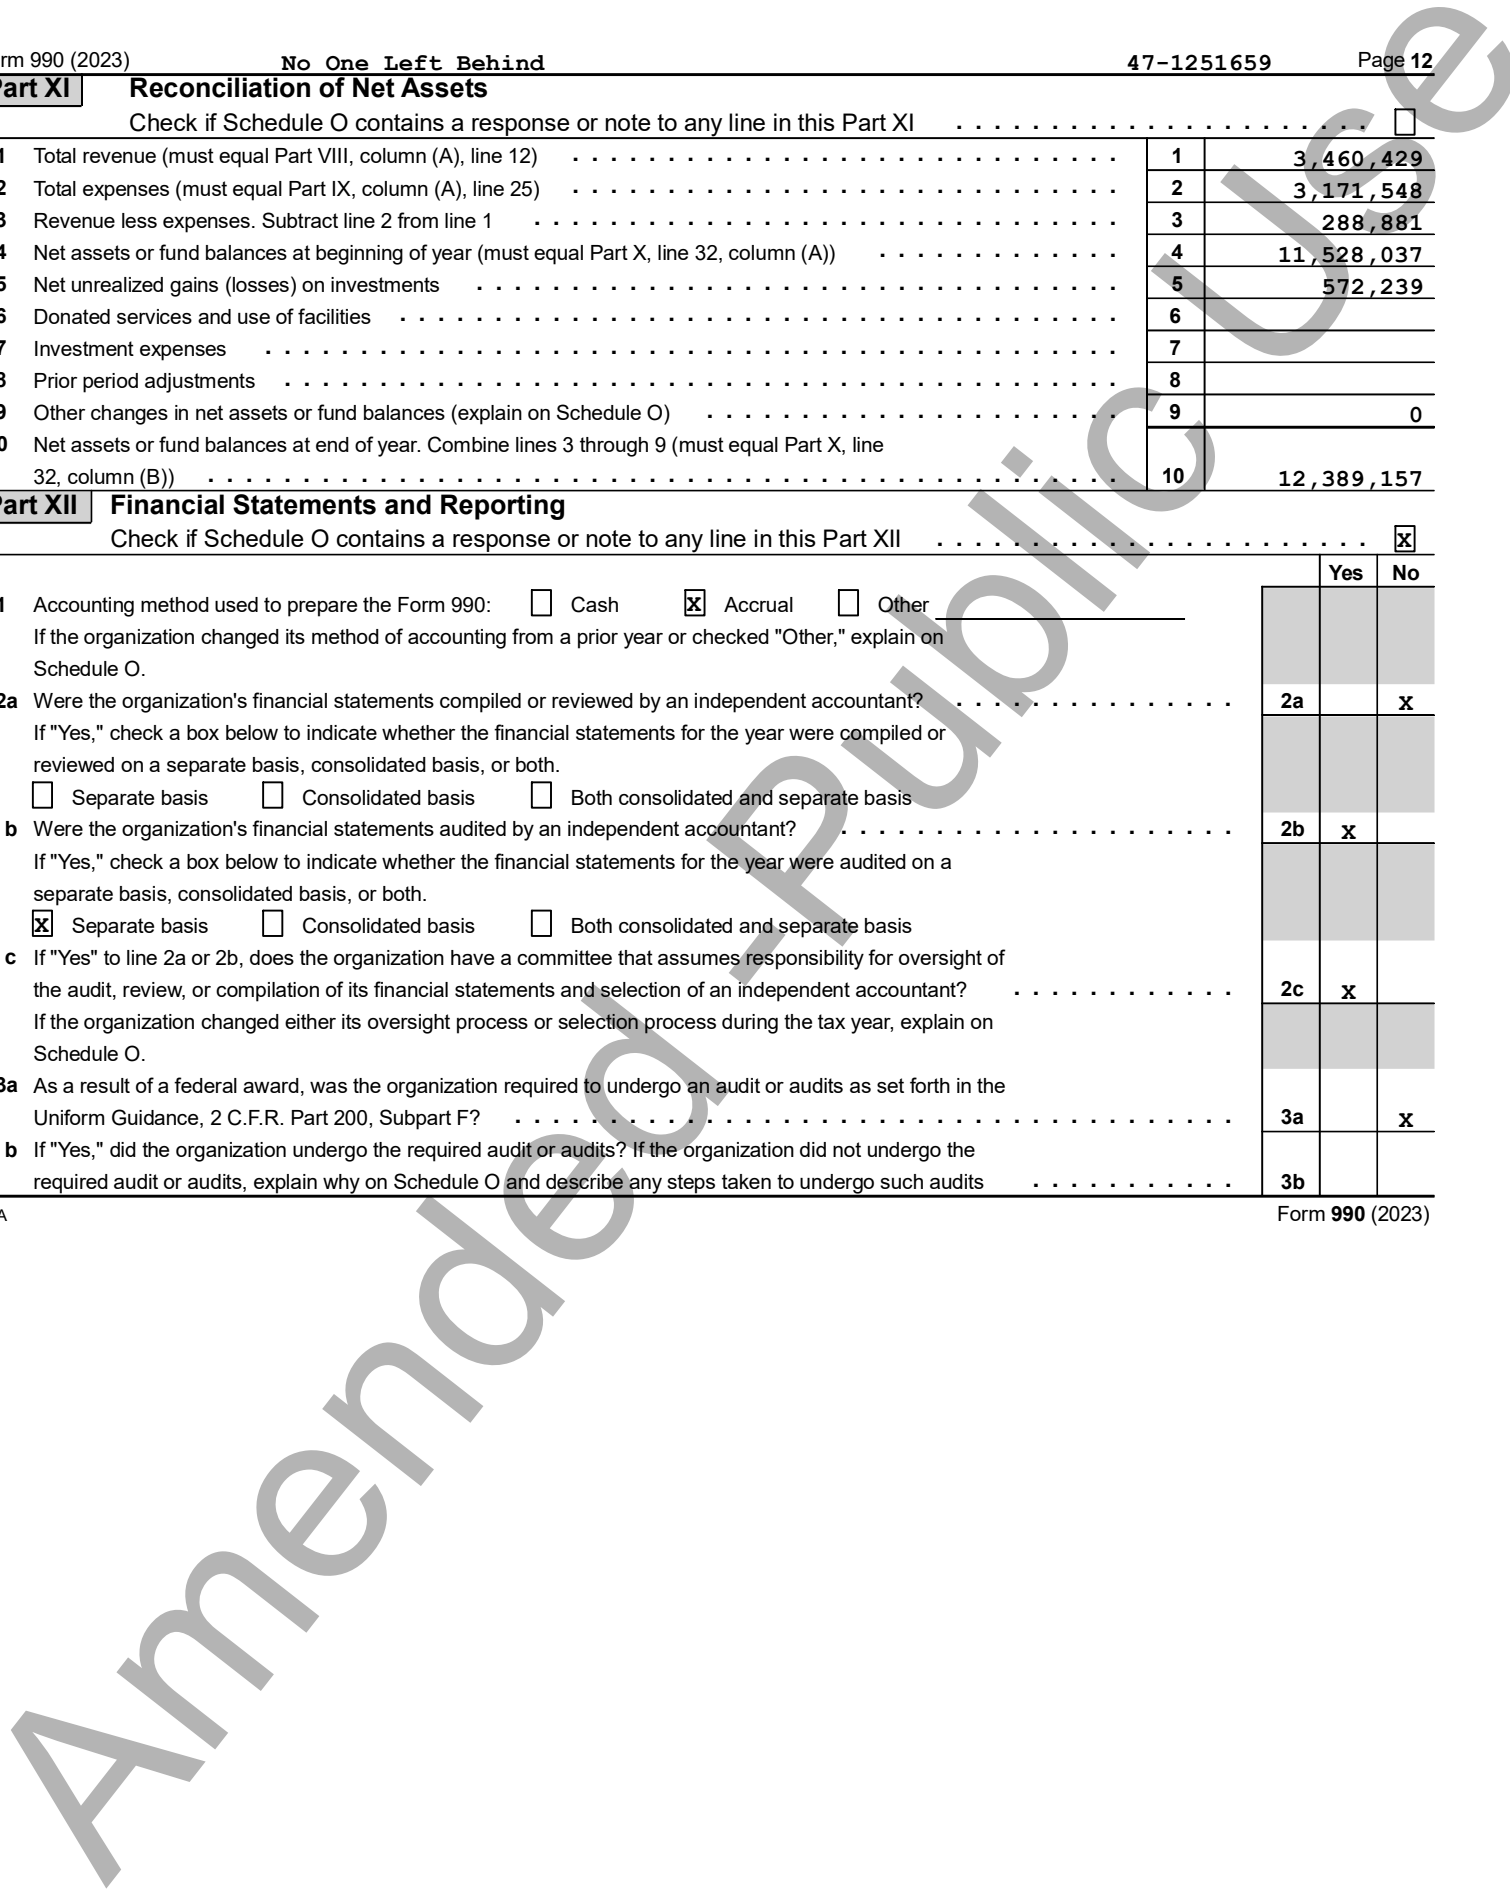 rm 990 (2023) No One Left Behind 47-1251659 Page 12
Part XI Reconciliation of Net Assets
Check if Schedule O contains a response or note to any line in this Part XI . . . . . . . . . . . . . . . . . . . . . . ☐
1 Total revenue (must equal Part VIII, column (A), line 12) 1 3,460,429
2 Total expenses (must equal Part IX, column (A), line 25) 2 3,171,548
3 Revenue less expenses. Subtract line 2 from line 1 3 288,881
4 Net assets or fund balances at beginning of year (must equal Part X, line 32, column (A)) 4 11,528,037
5 Net unrealized gains (losses) on investments 5 572,239
6 Donated services and use of facilities 6
7 Investment expenses 7
8 Prior period adjustments 8
9 Other changes in net assets or fund balances (explain on Schedule O) 9 0
0 Net assets or fund balances at end of year. Combine lines 3 through 9 (must equal Part X, line
32, column (B)) 10 12,389,157
Part XII Financial Statements and Reporting
Check if Schedule O contains a response or note to any line in this Part XII x
Yes No
1 Accounting method used to prepare the Form 990: ☐ Cash x Accrual ☐ Other
If the organization changed its method of accounting from a prior year or checked "Other," explain on
Schedule O.
2a Were the organization's financial statements compiled or reviewed by an independent accountant? 2a x
If "Yes," check a box below to indicate whether the financial statements for the year were compiled or
reviewed on a separate basis, consolidated basis, or both.
☐ Separate basis ☐ Consolidated basis ☐ Both consolidated and separate basis
b Were the organization's financial statements audited by an independent accountant? 2b x
If "Yes," check a box below to indicate whether the financial statements for the year were audited on a
separate basis, consolidated basis, or both.
x Separate basis ☐ Consolidated basis ☐ Both consolidated and separate basis
c If "Yes" to line 2a or 2b, does the organization have a committee that assumes responsibility for oversight of
the audit, review, or compilation of its financial statements and selection of an independent accountant? 2c x
If the organization changed either its oversight process or selection process during the tax year, explain on
Schedule O.
3a As a result of a federal award, was the organization required to undergo an audit or audits as set forth in the
Uniform Guidance, 2 C.F.R. Part 200, Subpart F? 3a x
b If "Yes," did the organization undergo the required audit or audits? If the organization did not undergo the
required audit or audits, explain why on Schedule O and describe any steps taken to undergo such audits 3b
A Form 990 (2023)
Amended -Public Use